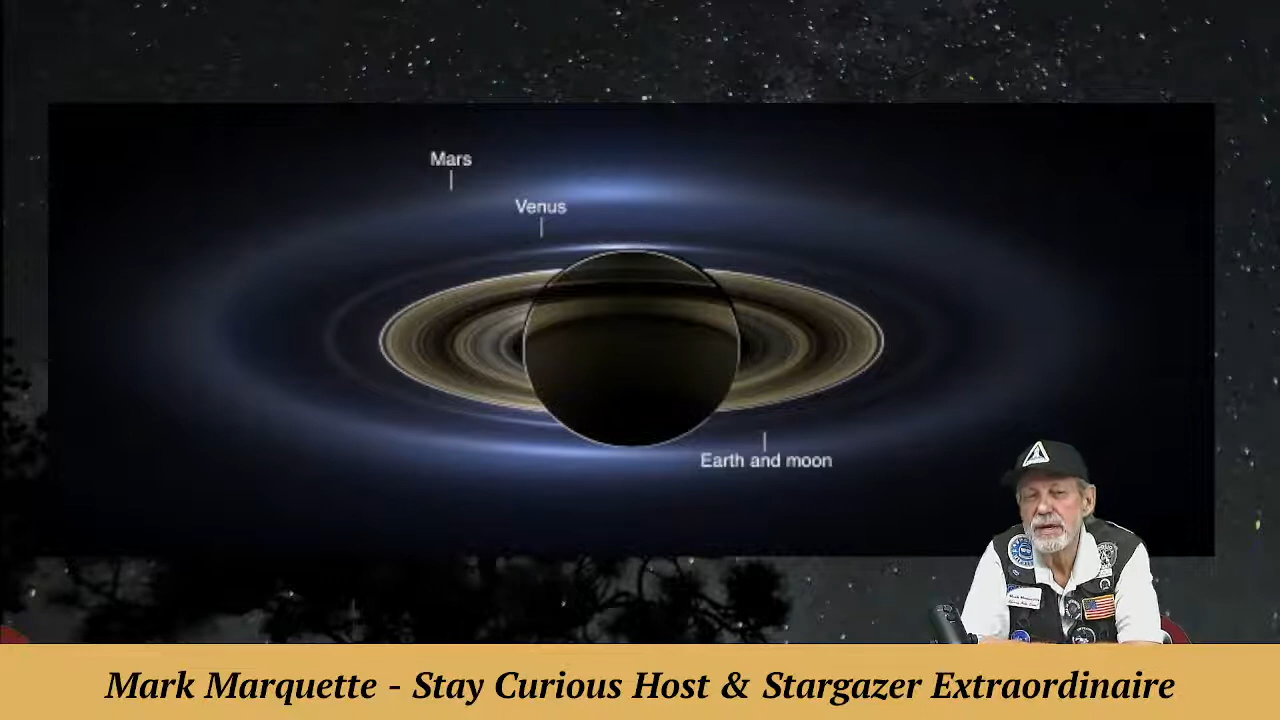 Mars
Venus
Earth and moon
Mark Marquette - Stay Curious Host & Stargazer Extraordinaire